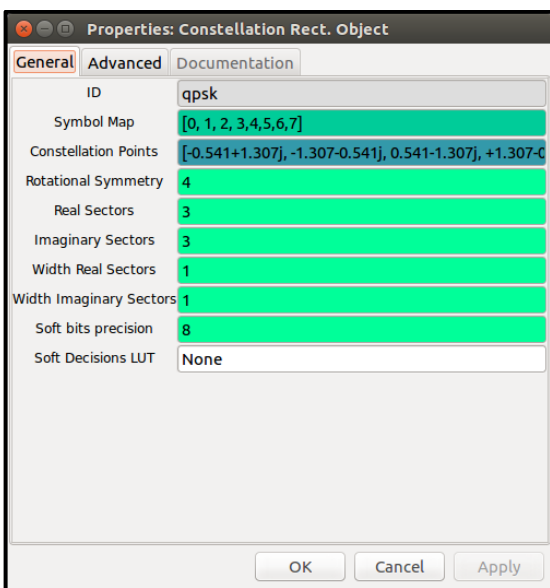 Properties: Constellation Rect. Object
General Advanced Documentation
ID qpsk
Symbol Map [0, 1, 2, 3,4,5,6,7]
Constellation Points [-0.541+1.307j, -1.307-0.541j, 0.541-1.307j, +1.307-0
Rotational Symmetry 4
Real Sectors 3
Imaginary Sectors 3
Width Real Sectors 1
Width Imaginary Sectors 1
Soft bits precision 8
Soft Decisions LUT None
OK Cancel Apply